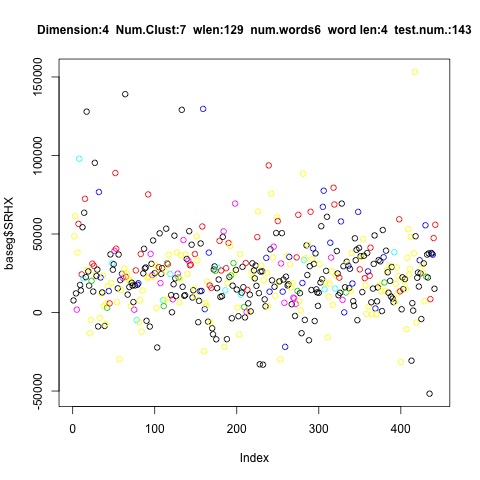 Dimension:4 Num.Clust:7 wlen:129 num.words6 word len:4 test.num.:143
150000
100000
50000
0
-50000
baseg$SRHX
0 100 200 300 400
Index